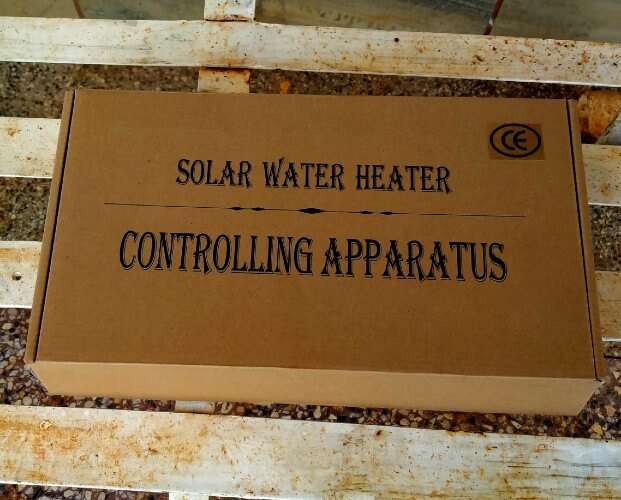 CE
SOLAR WATER HEATER
CONTROLLING APPARATUS